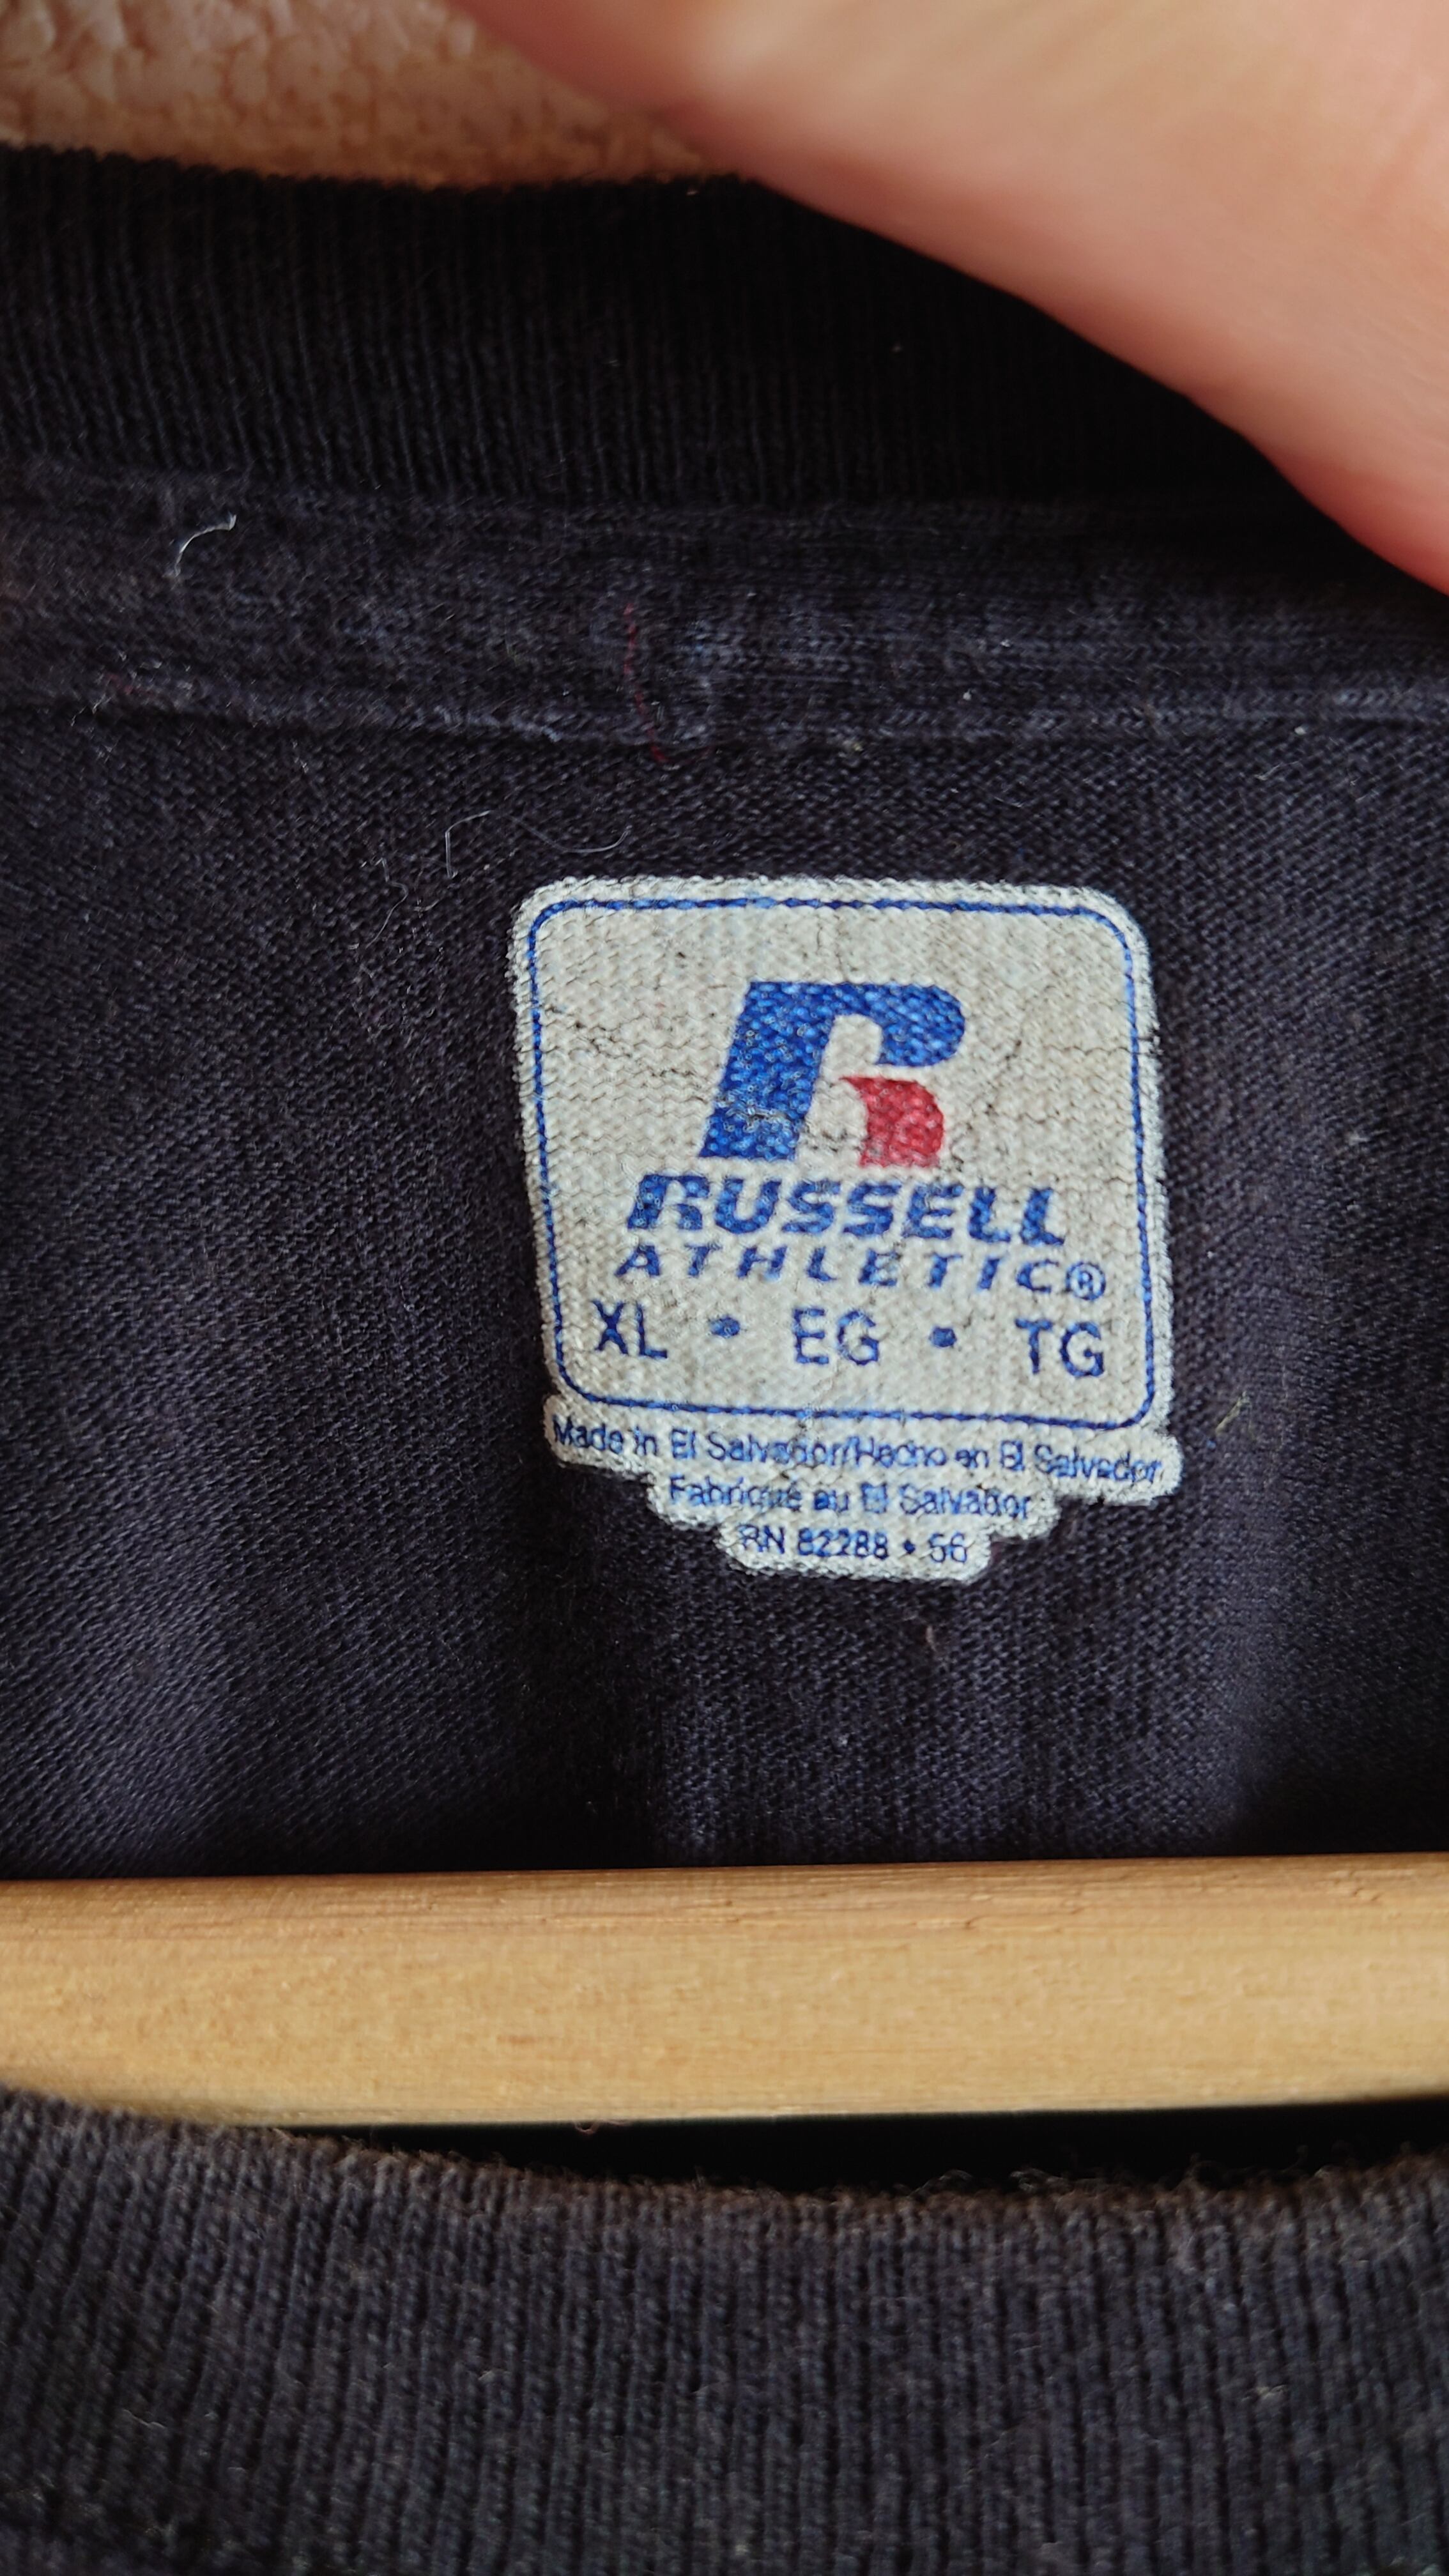 RUSSELL
ATHLETIC®
XL • EG • TG
Made in El Salvador/Hecho en El Salvador
Fabriqué au El Salvador
RN 82288 • 56